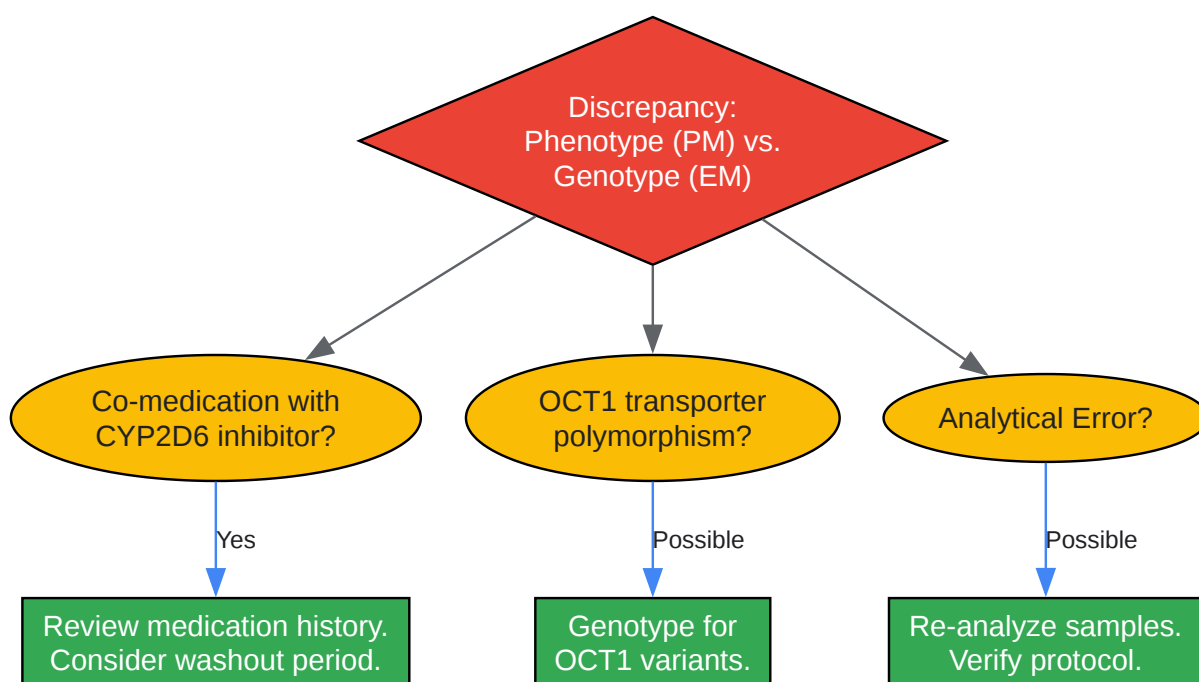 Discrepancy:
Phenotype (PM) vs.
Genotype (EM)
Co-medication with
CYP2D6 inhibitor?
OCT1 transporter
polymorphism?
Analytical Error?
Yes
Possible
Possible
Review medication history.
Consider washout period.
Genotype for
OCT1 variants.
Re-analyze samples.
Verify protocol.